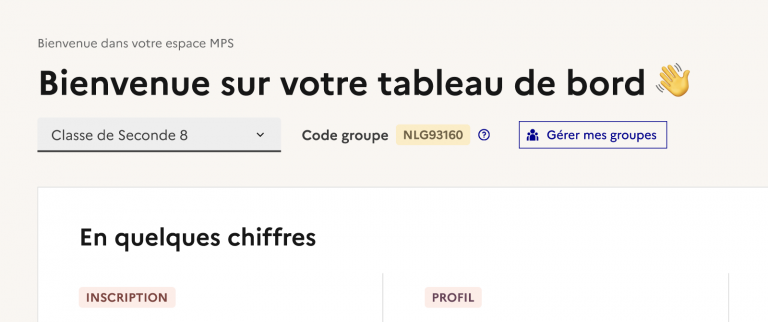 Bienvenue dans votre espace MPS
Bienvenue sur votre tableau de bord 👋
Classe de Seconde 8
Code groupe NLG93160
Gérer mes groupes
En quelques chiffres
INSCRIPTION
PROFIL